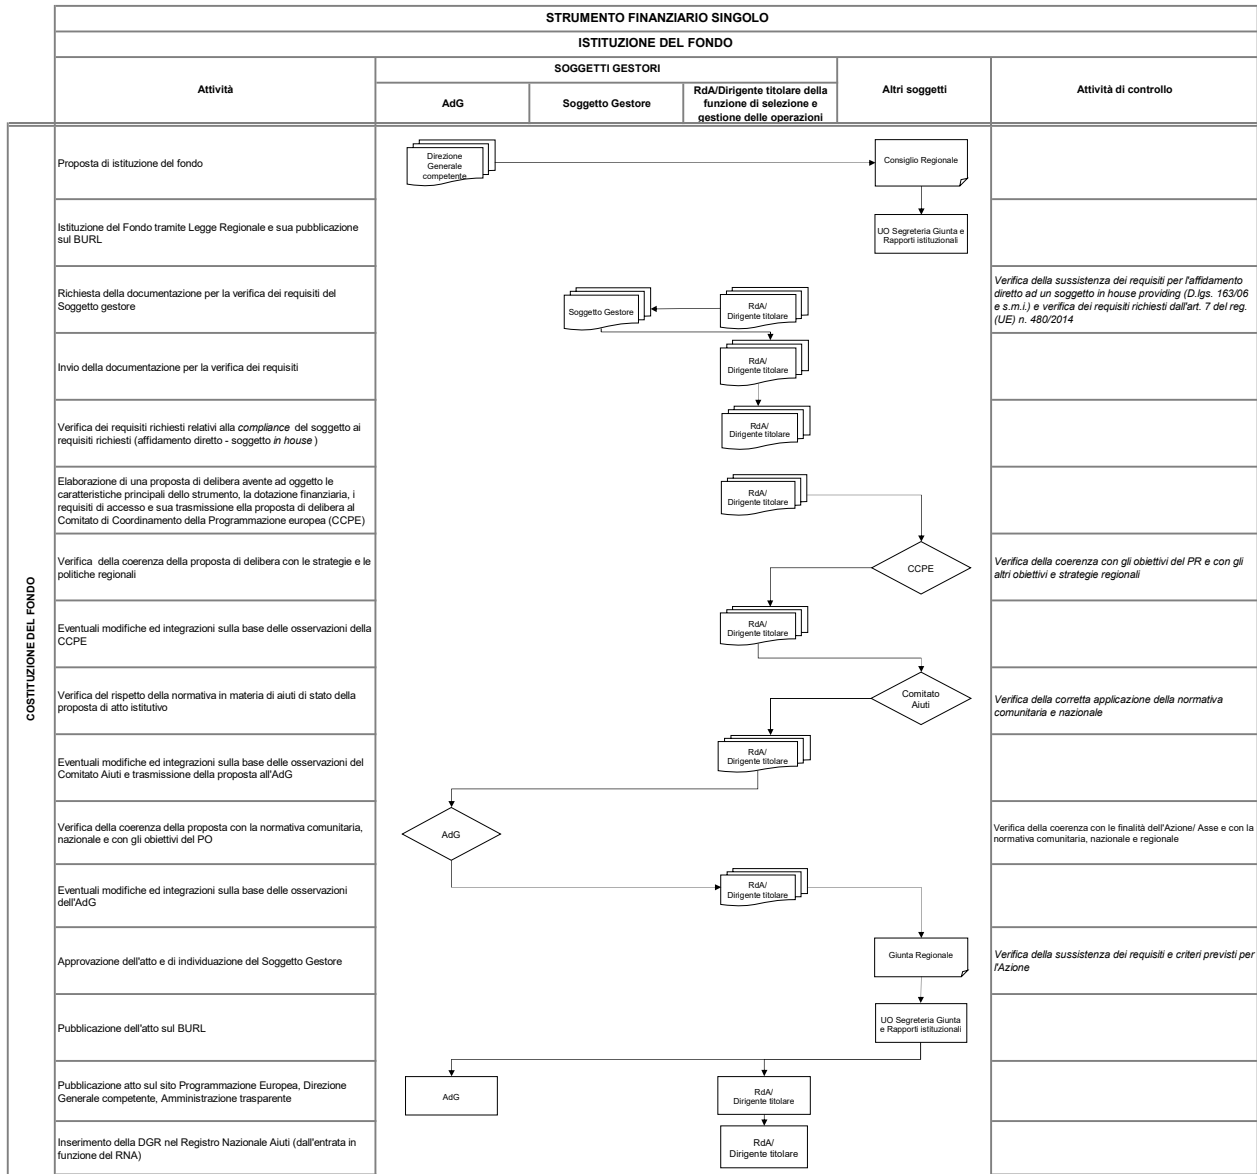 STRUMENTO FINANZIARIO SINGOLO
ISTITUZIONE DEL FONDO
Attività
SOGGETTI GESTORI
AdG
Soggetto Gestore
RdA/Dirigente titolare della
funzione di selezione e
gestione delle operazioni
Altri soggetti
Attività di controllo
COSTITUZIONE DEL FONDO
Proposta di istituzione del fondo
Direzione
Generale
competente
Consiglio Regionale
Istituzione del Fondo tramite Legge Regionale e sua pubblicazione
sul BURL
UO Segreteria Giunta e
Rapporti istituzionali
Richiesta della documentazione per la verifica dei requisiti del
Soggetto gestore
Soggetto Gestore
RdA/
Dirigente titolare
Verifica della sussistenza dei requisiti per l'affidamento
diretto ad un soggetto in house providing (D.lgs. 163/06
e s.m.i.) e verifica dei requisiti richiesti dall'art. 7 del reg.
(UE) n. 480/2014
Invio della documentazione per la verifica dei requisiti
RdA/
Dirigente titolare
Verifica dei requisiti richiesti relativi alla compliance del soggetto ai
requisiti richiesti (affidamento diretto - soggetto in house )
RdA/
Dirigente titolare
Elaborazione di una proposta di delibera avente ad oggetto le
caratteristiche principali dello strumento, la dotazione finanziaria, i
requisiti di accesso e sua trasmissione ella proposta di delibera al
Comitato di Coordinamento della Programmazione europea (CCPE)
RdA/
Dirigente titolare
Verifica della coerenza della proposta di delibera con le strategie e le
politiche regionali
CCPE
Verifica della coerenza con gli obiettivi del PR e con gli
altri obiettivi e strategie regionali
Eventuali modifiche ed integrazioni sulla base delle osservazioni della
CCPE
RdA/
Dirigente titolare
Verifica del rispetto della normativa in materia di aiuti di stato della
proposta di atto istitutivo
Comitato
Aiuti
Verifica della corretta applicazione della normativa
comunitaria e nazionale
Eventuali modifiche ed integrazioni sulla base delle osservazioni del
Comitato Aiuti e trasmissione della proposta all'AdG
RdA/
Dirigente titolare
Verifica della coerenza della proposta con la normativa comunitaria,
nazionale e con gli obiettivi del PO
AdG
Verifica della coerenza con le finalità dell'Azione/ Asse e con la
normativa comunitaria, nazionale e regionale
Eventuali modifiche ed integrazioni sulla base delle osservazioni
dell'AdG
RdA/
Dirigente titolare
Approvazione dell'atto e di individuazione del Soggetto Gestore
Giunta Regionale
Verifica della sussistenza dei requisiti e criteri previsti per
l'Azione
Pubblicazione dell'atto sul BURL
UO Segreteria Giunta
e Rapporti istituzionali
Pubblicazione atto sul sito Programmazione Europea, Direzione
Generale competente, Amministrazione trasparente
AdG
RdA/
Dirigente titolare
Inserimento della DGR nel Registro Nazionale Aiuti (dall'entrata in
funzione del RNA)
RdA/
Dirigente titolare